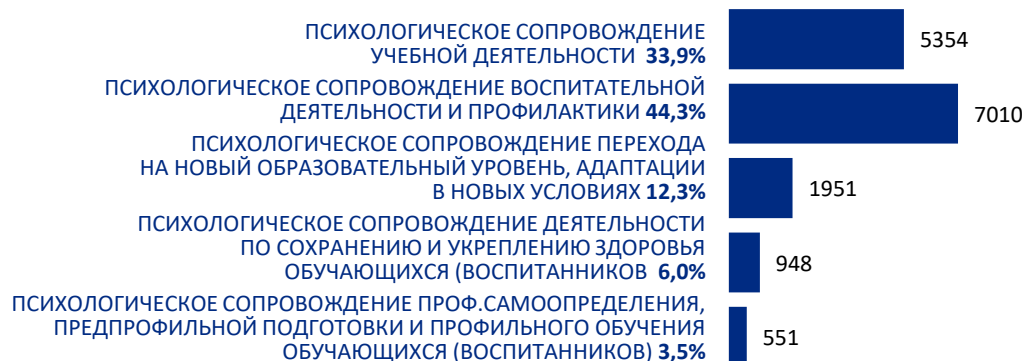 ПСИХОЛОГИЧЕСКОЕ СОПРОВОЖДЕНИЕ
УЧЕБНОЙ ДЕЯТЕЛЬНОСТИ 33,9%
5354
ПСИХОЛОГИЧЕСКОЕ СОПРОВОЖДЕНИЕ ВОСПИТАТЕЛЬНОЙ
ДЕЯТЕЛЬНОСТИ И ПРОФИЛАКТИКИ 44,3%
7010
ПСИХОЛОГИЧЕСКОЕ СОПРОВОЖДЕНИЕ ПЕРЕХОДА
НА НОВЫЙ ОБРАЗОВАТЕЛЬНЫЙ УРОВЕНЬ, АДАПТАЦИИ
В НОВЫХ УСЛОВИЯХ 12,3%
1951
ПСИХОЛОГИЧЕСКОЕ СОПРОВОЖДЕНИЕ ДЕЯТЕЛЬНОСТИ
ПО СОХРАНЕНИЮ И УКРЕПЛЕНИЮ ЗДОРОВЬЯ
ОБУЧАЮЩИХСЯ (ВОСПИТАННИКОВ 6,0%
948
ПСИХОЛОГИЧЕСКОЕ СОПРОВОЖДЕНИЕ ПРОФ.САМООПРЕДЕЛЕНИЯ,
ПРЕДПРОФИЛЬНОЙ ПОДГОТОВКИ И ПРОФИЛЬНОГО ОБУЧЕНИЯ
ОБУЧАЮЩИХСЯ (ВОСПИТАННИКОВ) 3,5%
551